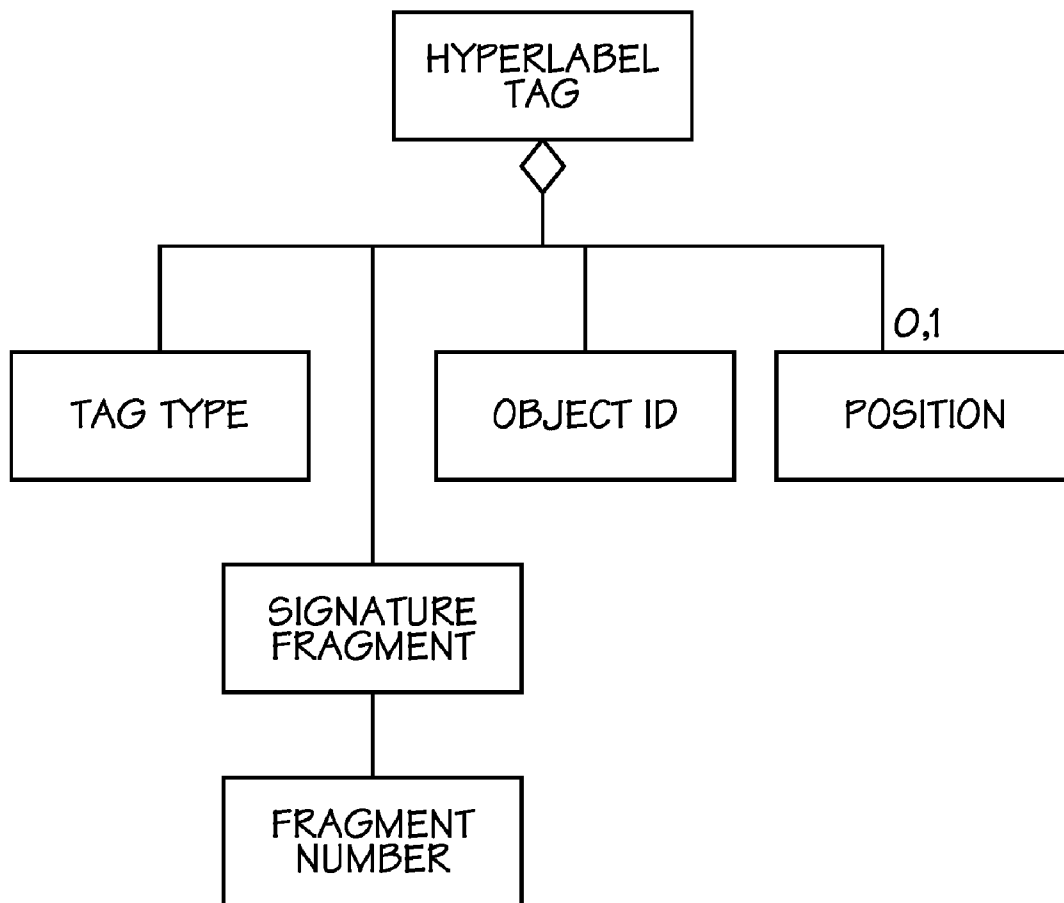 HYPERLABEL
TAG
0,1
TAG TYPE
OBJECT ID
POSITION
SIGNATURE
FRAGMENT
FRAGMENT
NUMBER